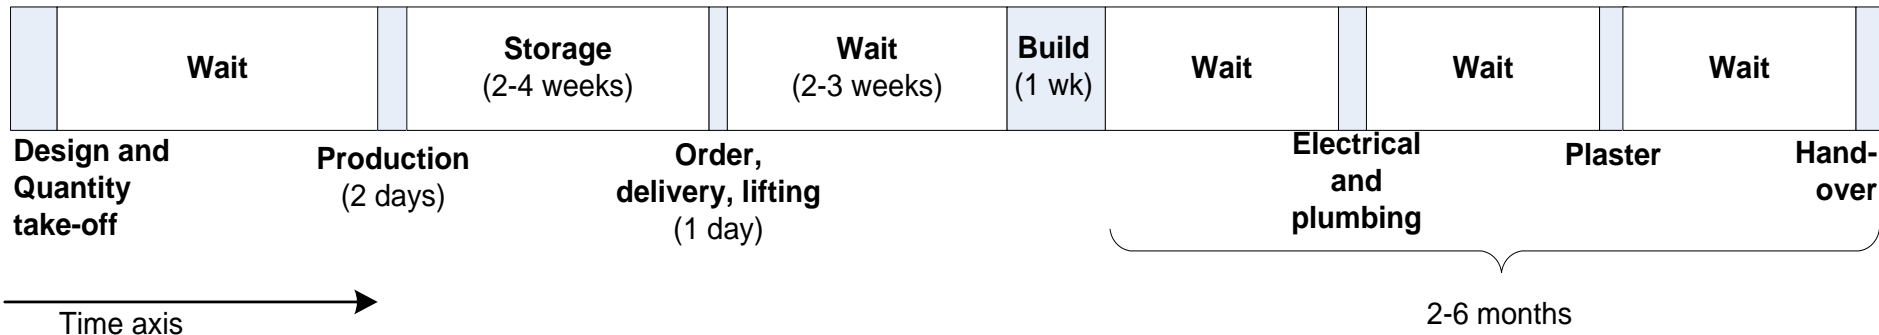 Wait
Storage
(2-4 weeks)
Wait
(2-3 weeks)
Build
(1 wk)
Wait
Wait
Wait
Design and
Quantity
take-off
Production
(2 days)
Order,
delivery, lifting
(1 day)
Electrical
and
plumbing
Plaster
Hand-
over
2-6 months
Time axis